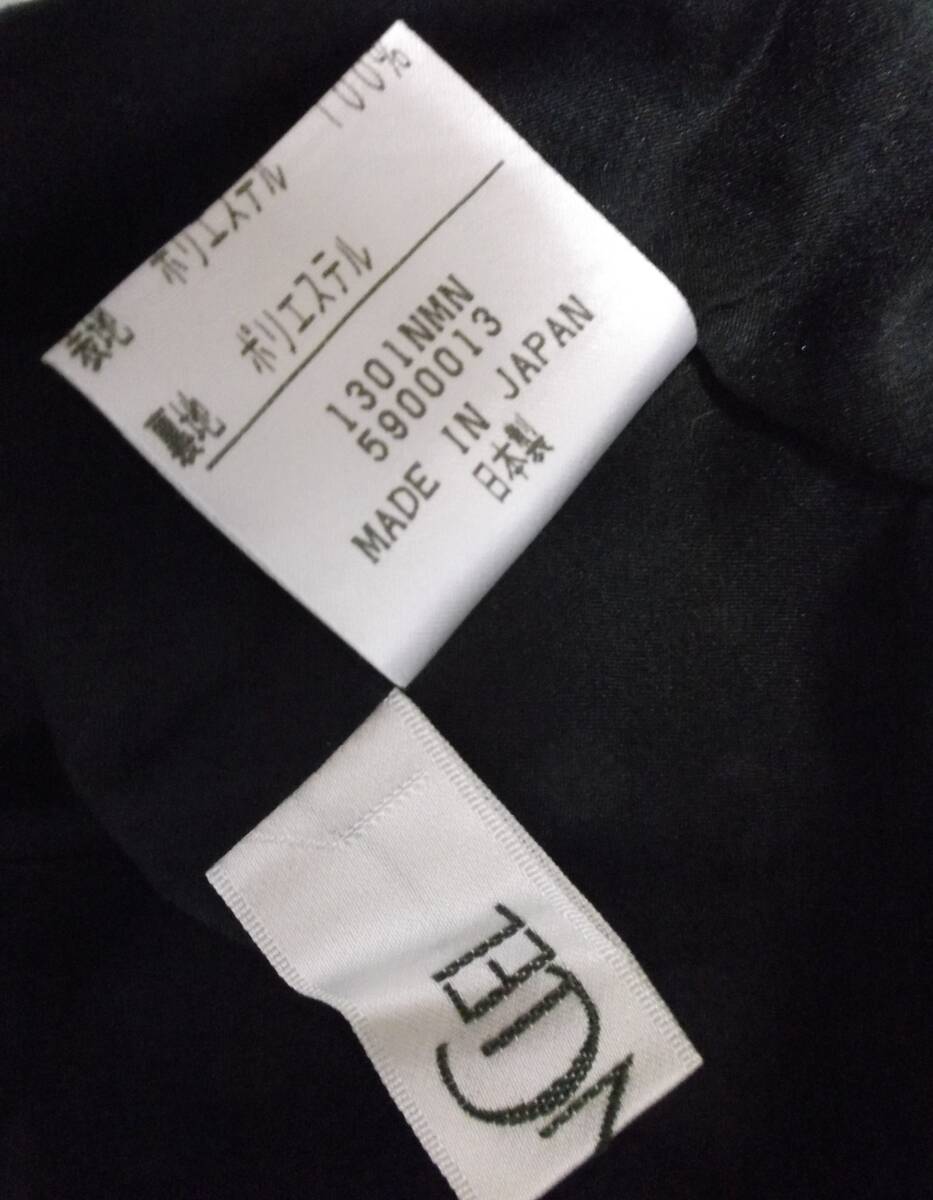 表地 ポリエステル 100%
裏地 ポリエステル
1301NMN
5900013
MADE IN JAPAN
日本製